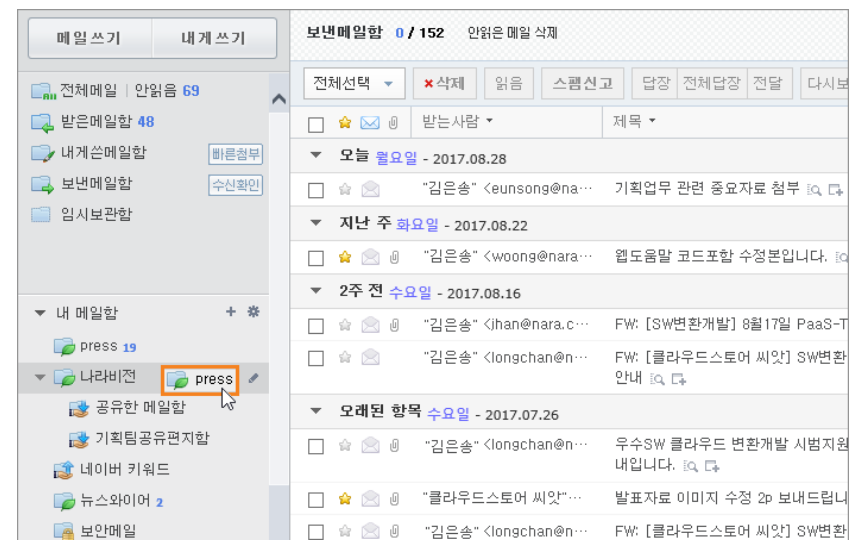 메일쓰기 내게쓰기
전체메일 | 안읽음 69
받은메일함 48
내게쓴메일함 빠른첨부
보낸메일함 수신확인
임시보관함
내 메일함
press 19
나라비전 press
공유한 메일함
기획팀공유편지함
네이버 키워드
뉴스와이어 2
보안메일
보낸메일함 0 / 152 안읽은 메일 삭제
전체선택 삭제 읽음 스팸신고 답장 전체답장 전달 다시보
받는사람 제목
오늘 월요일 - 2017.08.28
"김은송" <eunsong@na··· 기획업무 관련 중요자료 첨부
지난 주 화요일 - 2017.08.22
"김은송" <woong@nara··· 웹도움말 코드포함 수정본입니다.
2주 전 수요일 - 2017.08.16
"김은송" <jhan@nara.c··· FW: [SW변환개발] 8월17일 PaaS-T
"김은송" <longchan@n··· FW: [클라우드스토어 씨앗] SW변환
안내
오래된 항목 수요일 - 2017.07.26
"김은송" <longchan@n··· 우수SW 클라우드 변환개발 시범지원
내입니다.
"클라우드스토어 씨앗"··· 발표자료 이미지 수정 2p 보내드립니
"김은송" <longchan@n··· FW: [클라우드스토어 씨앗] SW변환